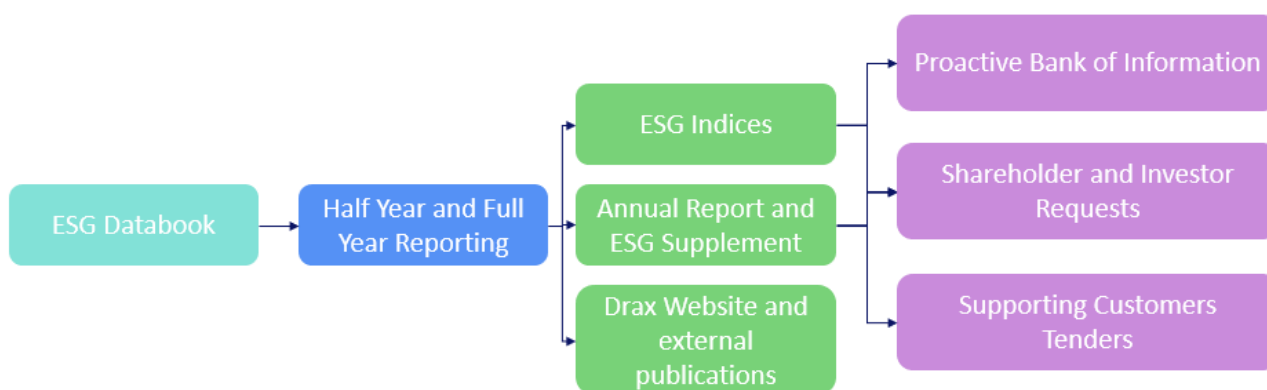 ESG Databook
Half Year and Full
Year Reporting
ESG Indices
Annual Report and
ESG Supplement
Drax Website and
external
publications
Proactive Bank of Information
Shareholder and Investor
Requests
Supporting Customers
Tenders